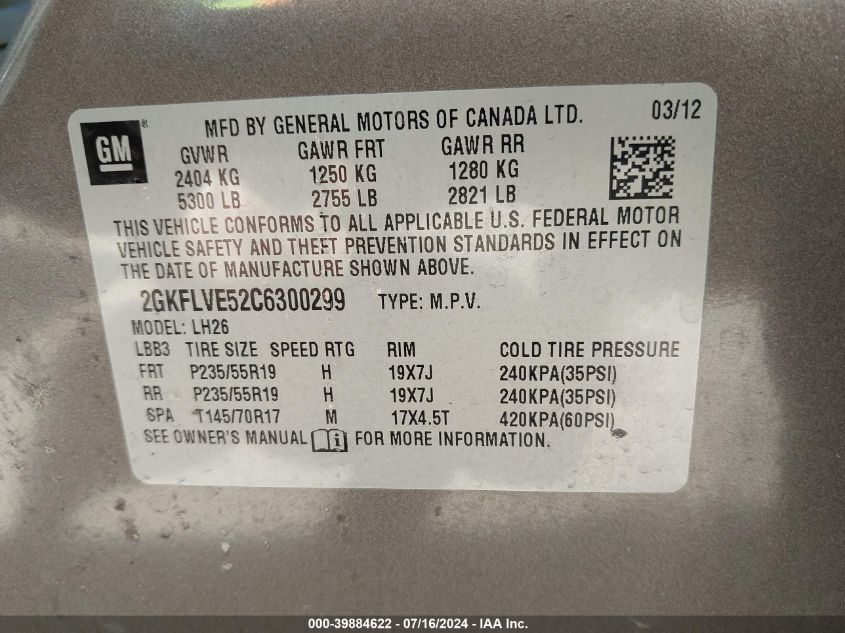 GM ® MFD BY GENERAL MOTORS OF CANADA LTD. 03/12
GVWR GAWR FRT GAWR RR
2404 KG 1250 KG 1280 KG
5300 LB 2755 LB 2821 LB
THIS VEHICLE CONFORMS TO ALL APPLICABLE U.S. FEDERAL MOTOR
VEHICLE SAFETY AND THEFT PREVENTION STANDARDS IN EFFECT ON
THE DATE OF MANUFACTURE SHOWN ABOVE.
2GKFLVE52C6300299 TYPE: M.P.V.
MODEL: LH26
LBB3 TIRE SIZE SPEED RTG RIM COLD TIRE PRESSURE
FRT P235/55R19 H 19X7J 240KPA(35PSI)
RR P235/55R19 H 19X7J 240KPA(35PSI)
SPA T145/70R17 M 17X4.5T 420KPA(60PSI)
SEE OWNER'S MANUAL i FOR MORE INFORMATION.
000-39884622 - 07/16/2024 - IAA Inc.